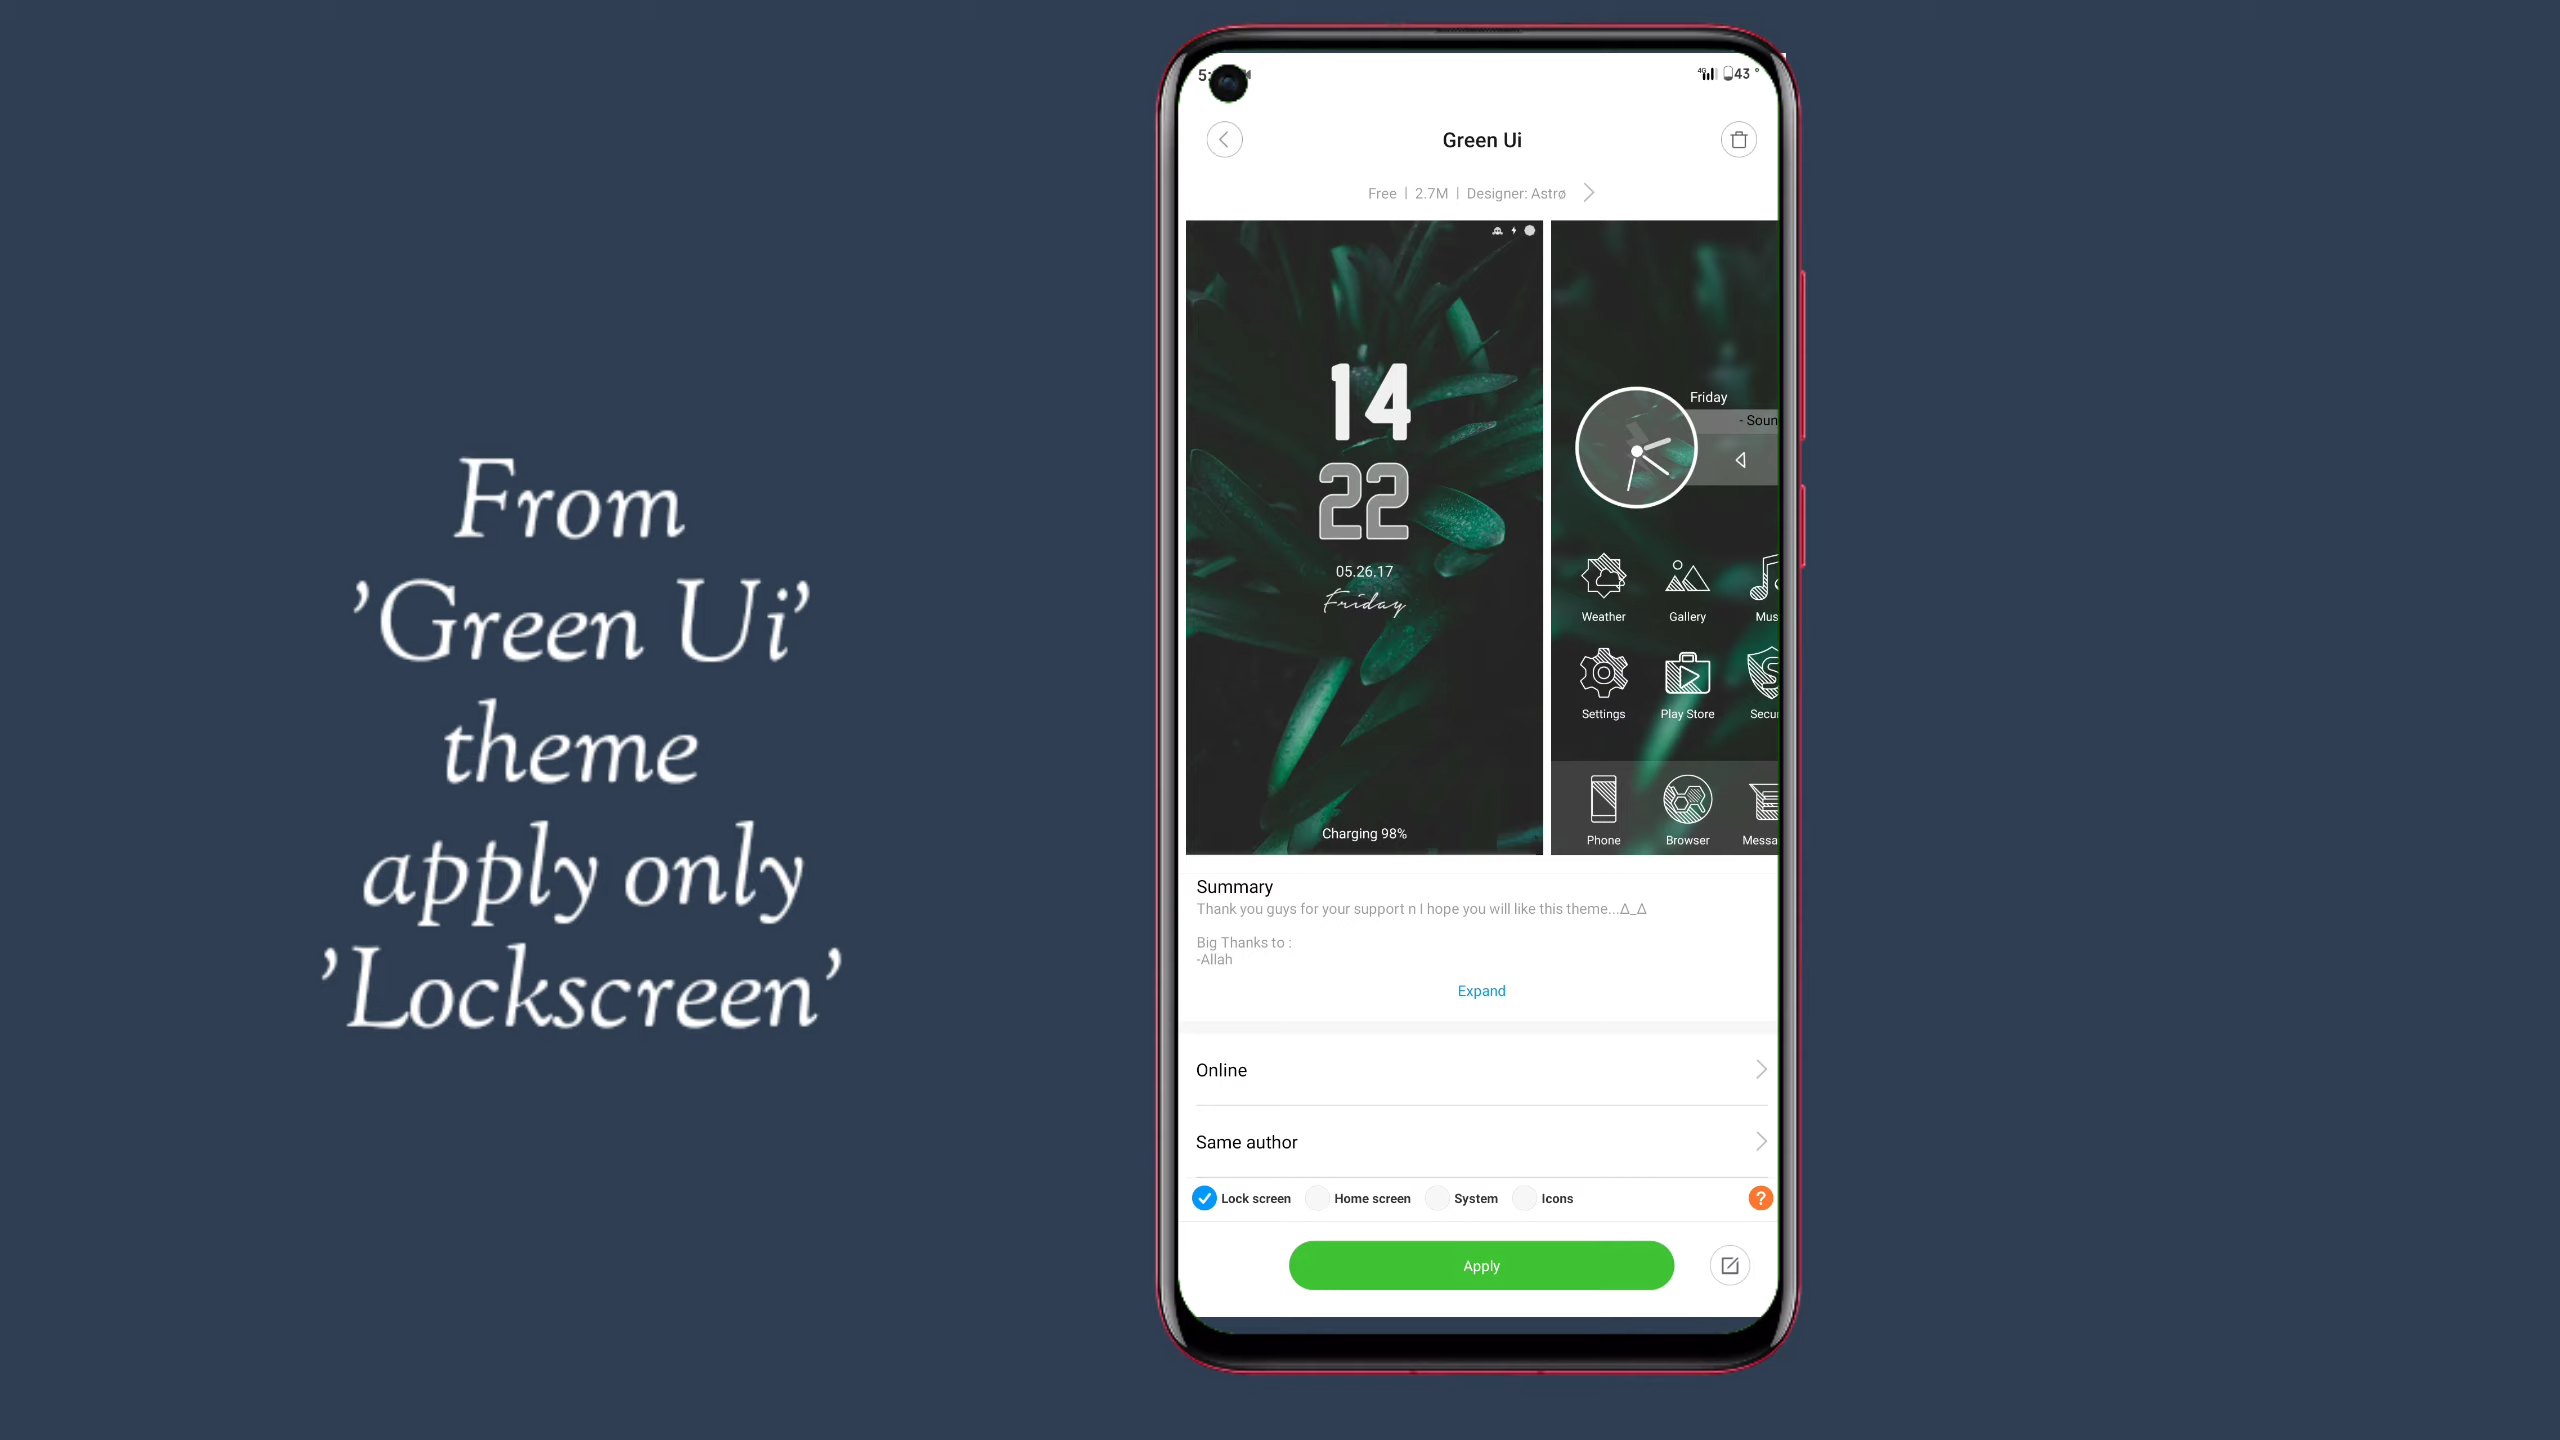 From
’Green Ui’
theme
apply only
’Lockscreen’
43 °
Green Ui
Free | 2.7M | Designer: Astrø
14
22
05.26.17
Friday
Charging 98%
Friday
- Soun
Weather Gallery Mus
Settings Play Store Secur
Phone Browser Messa
Summary
Thank you guys for your support n I hope you will like this theme...Δ_Δ
Big Thanks to :
-Allah
Expand
Online
Same author
Lock screen Home screen System Icons ?
Apply